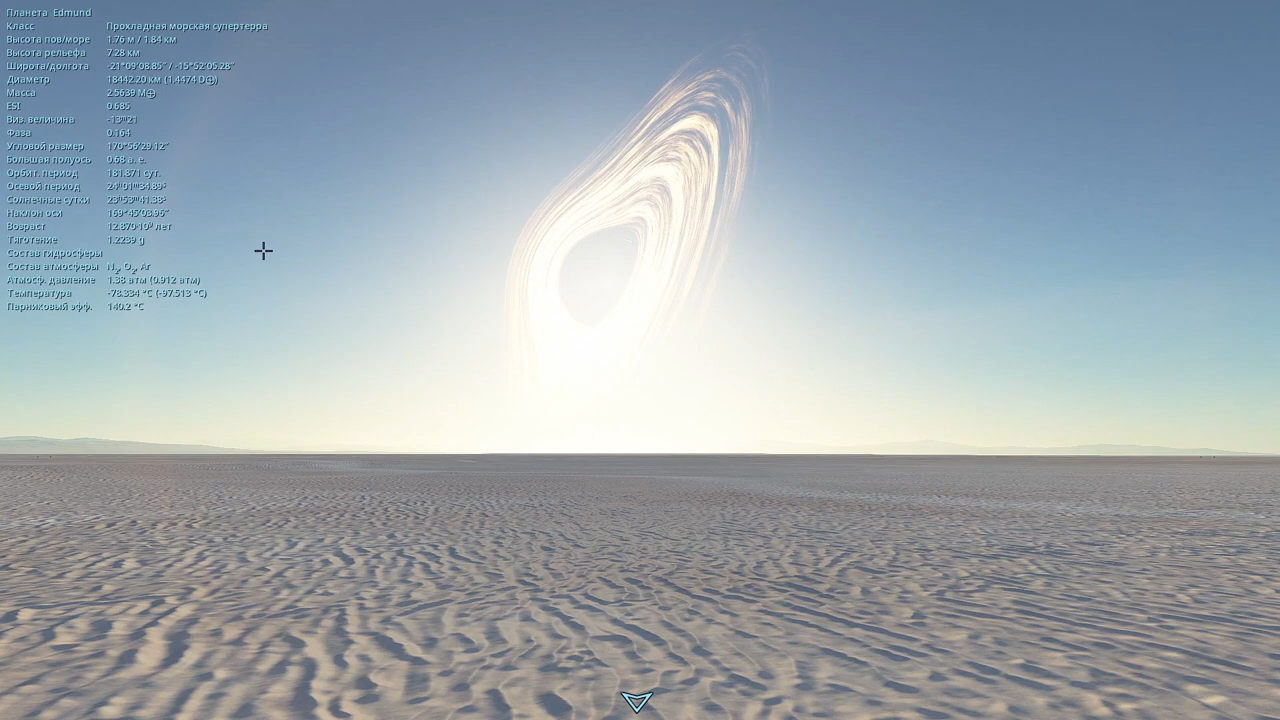 Планета Edmund
Класс Прохладная морская супертерра
Высота пов/море 1.76 м / 1.84 км
Высота рельефа 7.28 км
Широта/долгота -21°09'08.85" / -15°52'05.28"
Диаметр 18442.20 км (1.4474 D⊕)
Масса 2.5639 M⊕
ESI 0.685
Виз. величина -13ᵐ21
Фаза 0.164
Угловой размер 170°56'29.12"
Большая полуось 0.68 а. е.
Орбит. период 181.871 сут.
Осевой период 24ʰ01ᵐ34.89ˢ
Солнечные сутки 23ʰ53ᵐ41.38ˢ
Наклон оси 159°45'03.96"
Возраст 12.870·10⁹ лет
Тяготение 1.2239 g
Состав гидросферы
Состав атмосферы N₂, O₂, Ar
Атмосф. давление 1.38 атм (0.912 атм)
Температура -78.334 °C (-97.513 °C)
Парниковый эфф. 140.2 °C